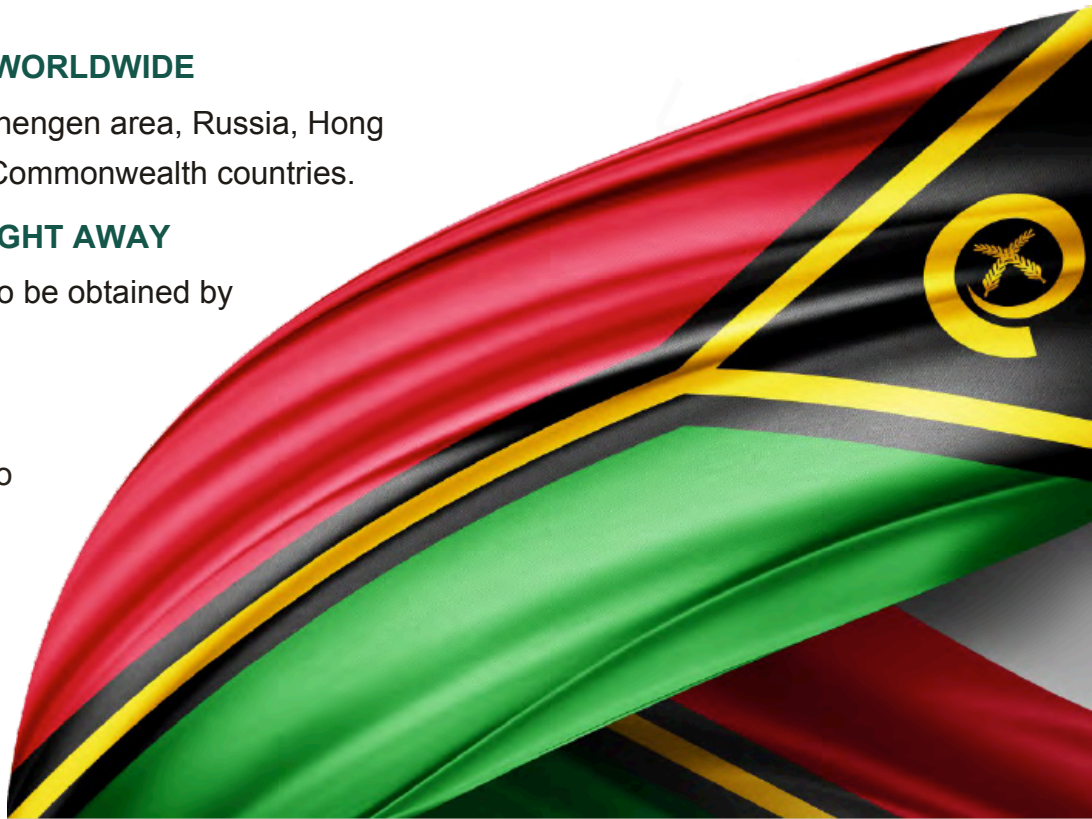 WORLDWIDE
hengen area, Russia, Hong
Commonwealth countries.
GHT AWAY
o be obtained by
o